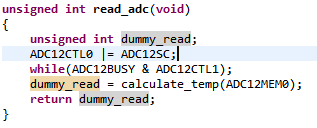 unsigned int read_adc(void)
{
unsigned int dummy_read;
ADC12CTL0 |= ADC12SC;
while(ADC12BUSY & ADC12CTL1);
dummy_read = calculate_temp(ADC12MEM0);
return dummy_read;
}